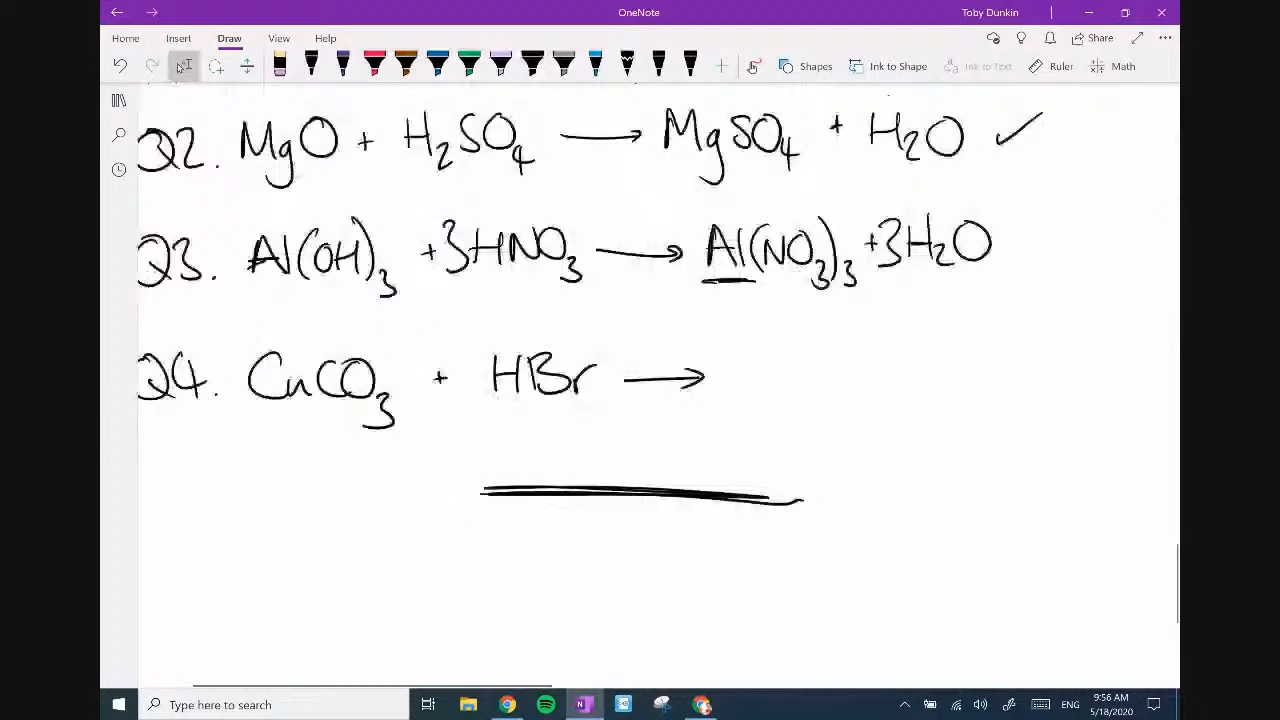 OneNote
Toby Dunkin
Home Insert Draw View Help
Share
Shapes Ink to Shape Ink to Text Ruler Math
Q2. MgO + H₂SO₄ ⟶ MgSO₄ + H₂O ✓
Q3. Al(OH)₃ + 3HNO₃ ⟶ Al(NO₃)₃ + 3H₂O
Q4. CuCO₃ + HBr ⟶
Type here to search
ENG
9:56 AM
5/18/2020